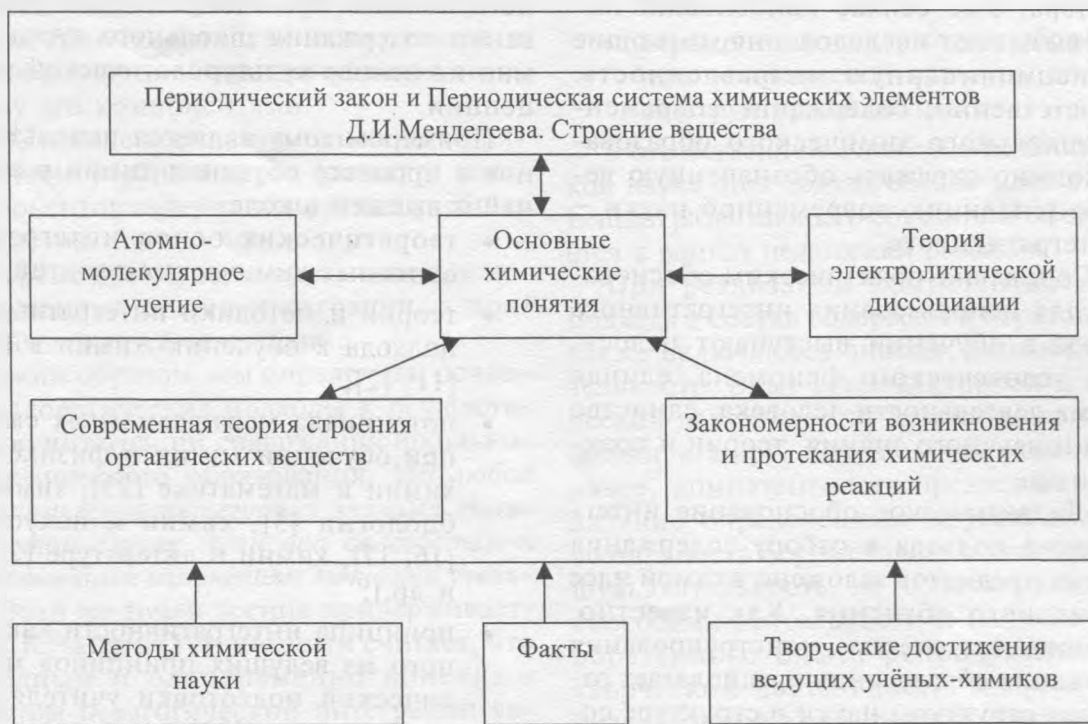 Периодический закон и Периодическая система химических элементов
Д.И.Менделеева. Строение вещества
Атомно-
молекулярное
учение
Основные
химические
понятия
Теория
электролитической
диссоциации
Современная теория строения
органических веществ
Закономерности возникновения
и протекания химических
реакций
Методы химической
науки
Факты
Творческие достижения
ведущих учёных-химиков